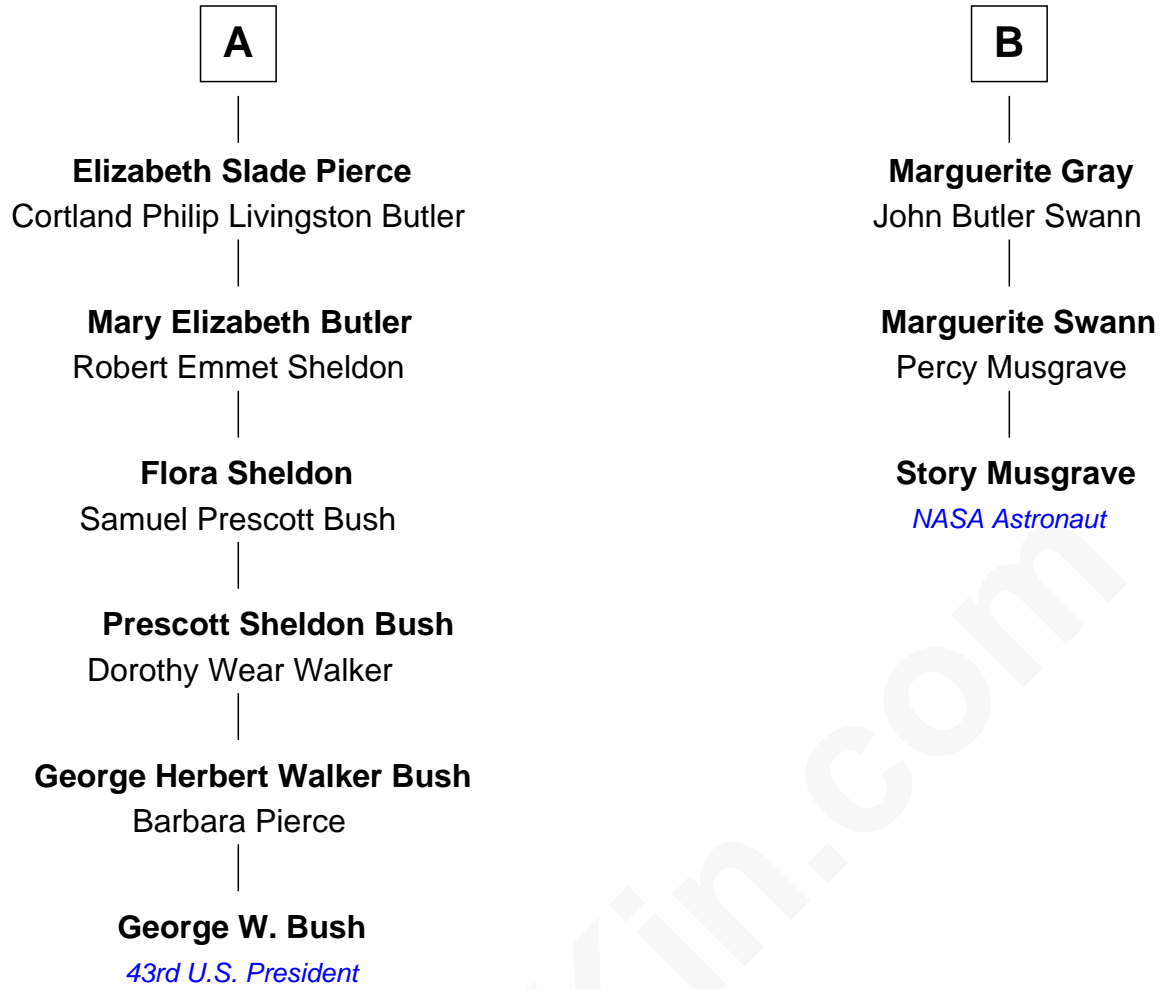 A
Elizabeth Slade Pierce
Cortland Philip Livingston Butler
Mary Elizabeth Butler
Robert Emmet Sheldon
Flora Sheldon
Samuel Prescott Bush
Prescott Sheldon Bush
Dorothy Wear Walker
George Herbert Walker Bush
Barbara Pierce
George W. Bush
43rd U.S. President
B
Marguerite Gray
John Butler Swann
Marguerite Swann
Percy Musgrave
Story Musgrave
NASA Astronaut